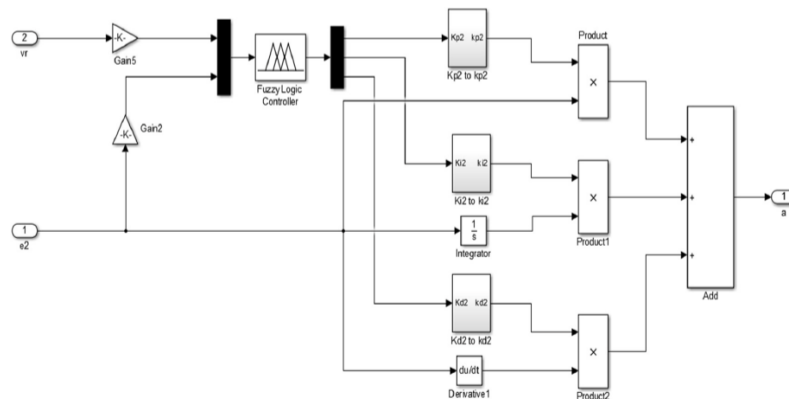 2
vr
-K-
Gain5
Fuzzy Logic
Controller
Kp2 kp2
Kp2 to kp2
Product
×
-K-
Gain2
Ki2 ki2
Ki2 to ki2
×
Product1
1
e2
1
s
Integrator
Kd2 kd2
Kd2 to kd2
du/dt
Derivative1
×
Product2
+
+
+
Add
1
a